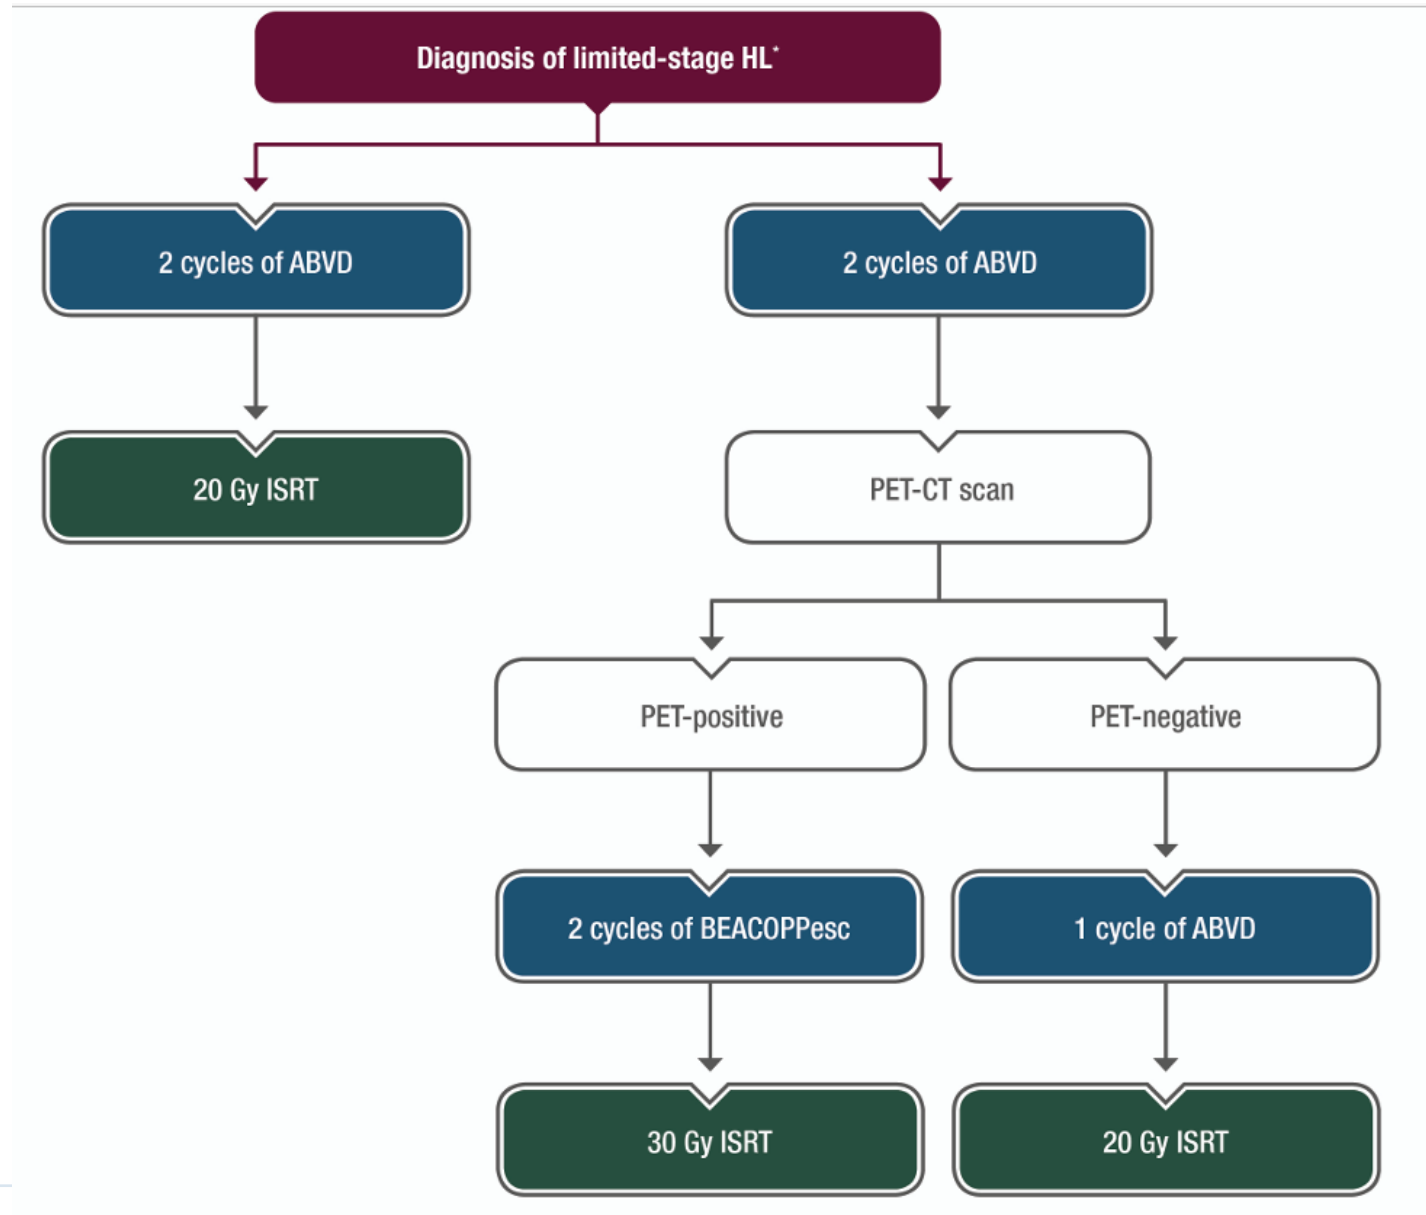 Diagnosis of limited-stage HL*
2 cycles of ABVD
2 cycles of ABVD
20 Gy ISRT
PET-CT scan
PET-positive
PET-negative
2 cycles of BEACOPPesc
1 cycle of ABVD
30 Gy ISRT
20 Gy ISRT